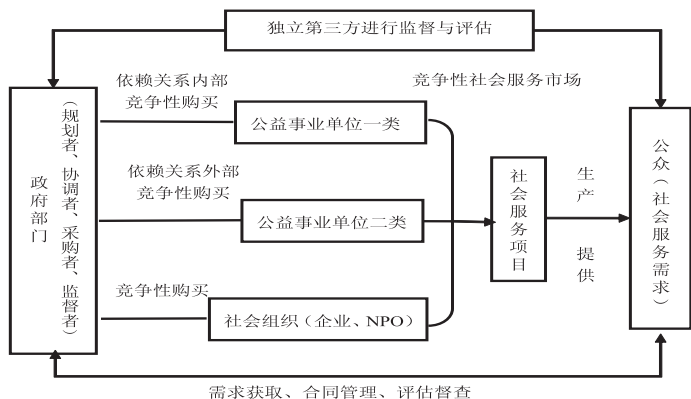 独立第三方进行监督与评估
依赖关系内部
竞争性购买
竞争性社会服务市场
公益事业单位一类
政府部门
（规划者、协调者、采购者、监督者）
依赖关系外部
竞争性购买
公益事业单位二类
社会服务项目
生产
提供
公众（社会服务需求）
竞争性购买
社会组织（企业、NPO）
需求获取、合同管理、评估督查